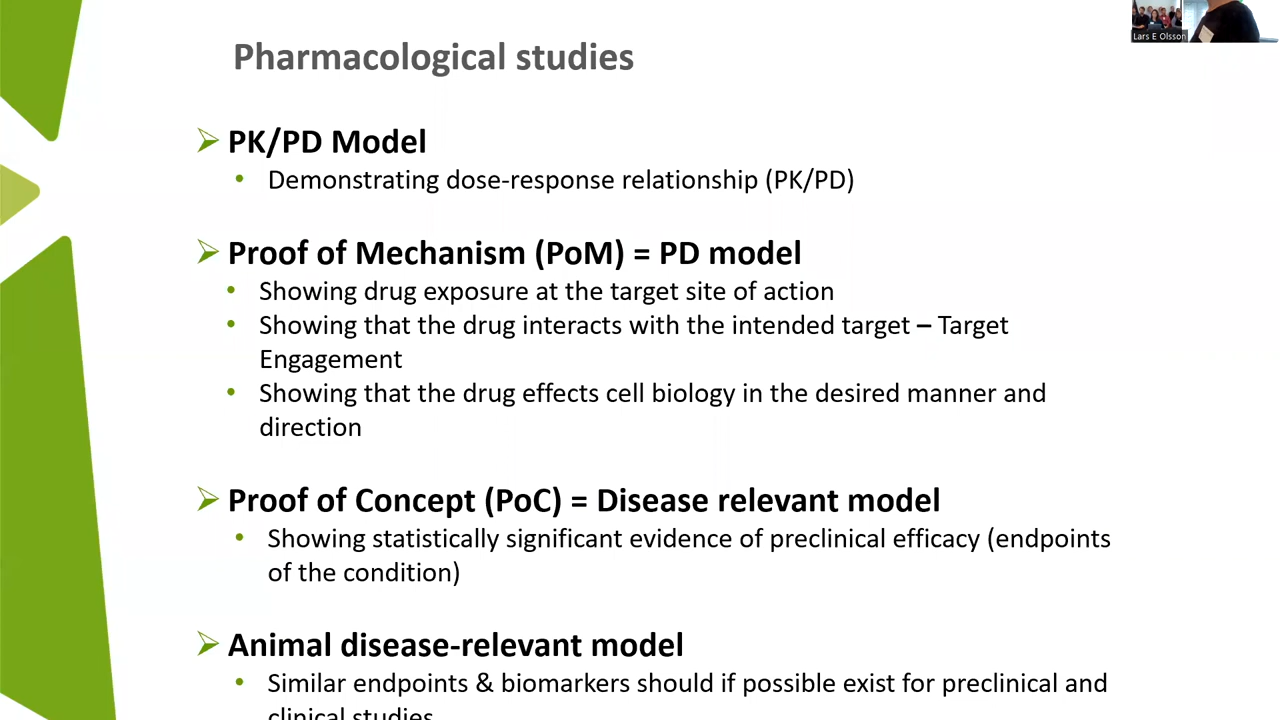 Lars E Olsson
Pharmacological studies
PK/PD Model
Demonstrating dose-response relationship (PK/PD)
Proof of Mechanism (PoM) = PD model
Showing drug exposure at the target site of action
Showing that the drug interacts with the intended target – Target
Engagement
Showing that the drug effects cell biology in the desired manner and
direction
Proof of Concept (PoC) = Disease relevant model
Showing statistically significant evidence of preclinical efficacy (endpoints
of the condition)
Animal disease-relevant model
Similar endpoints & biomarkers should if possible exist for preclinical and
clinical studies